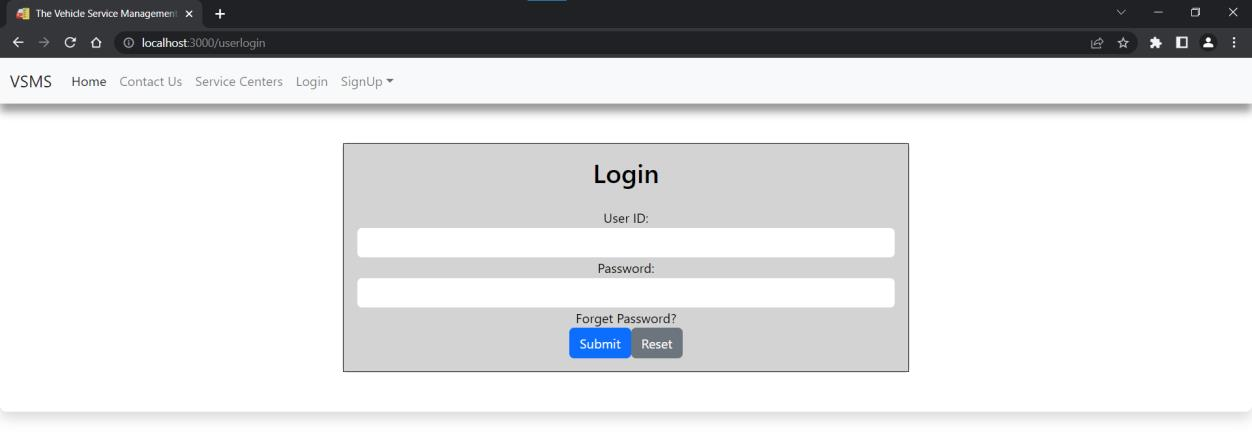 The Vehicle Service Management
localhost:3000/userlogin
VSMS Home Contact Us Service Centers Login SignUp
Login
User ID:
Password:
Forget Password?
Submit Reset